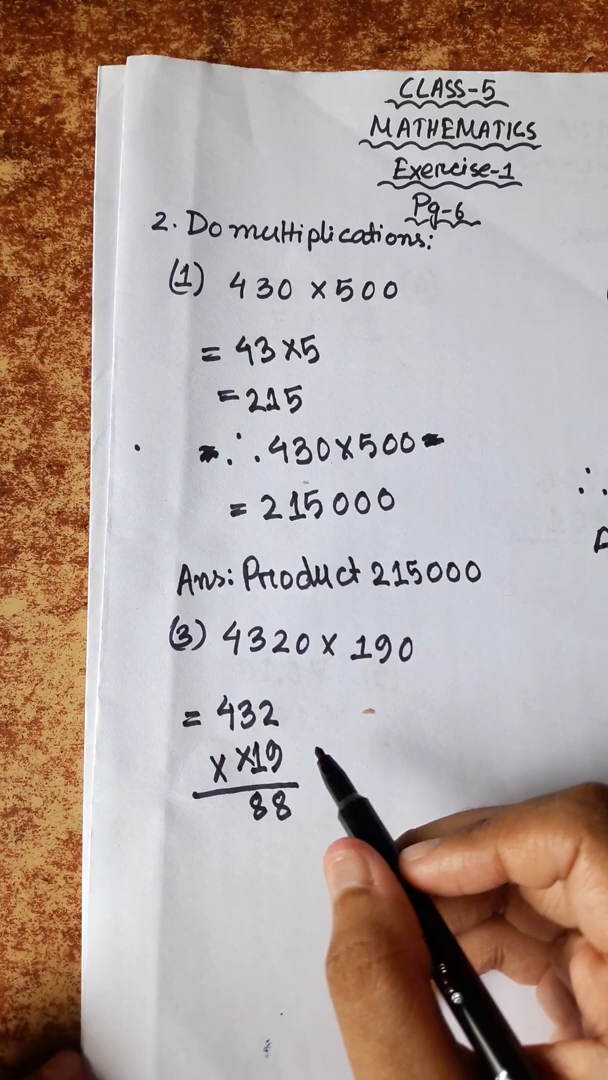 CLASS-5
MATHEMATICS
Exercise-1
Pg-6
2. Do multiplications:
(1) 430 × 500
= 43 ×5
= 215
∴ 430×500
= 215000
Ans: Product 215000
(3) 4320 × 190
= 432
× ×19
88
∴